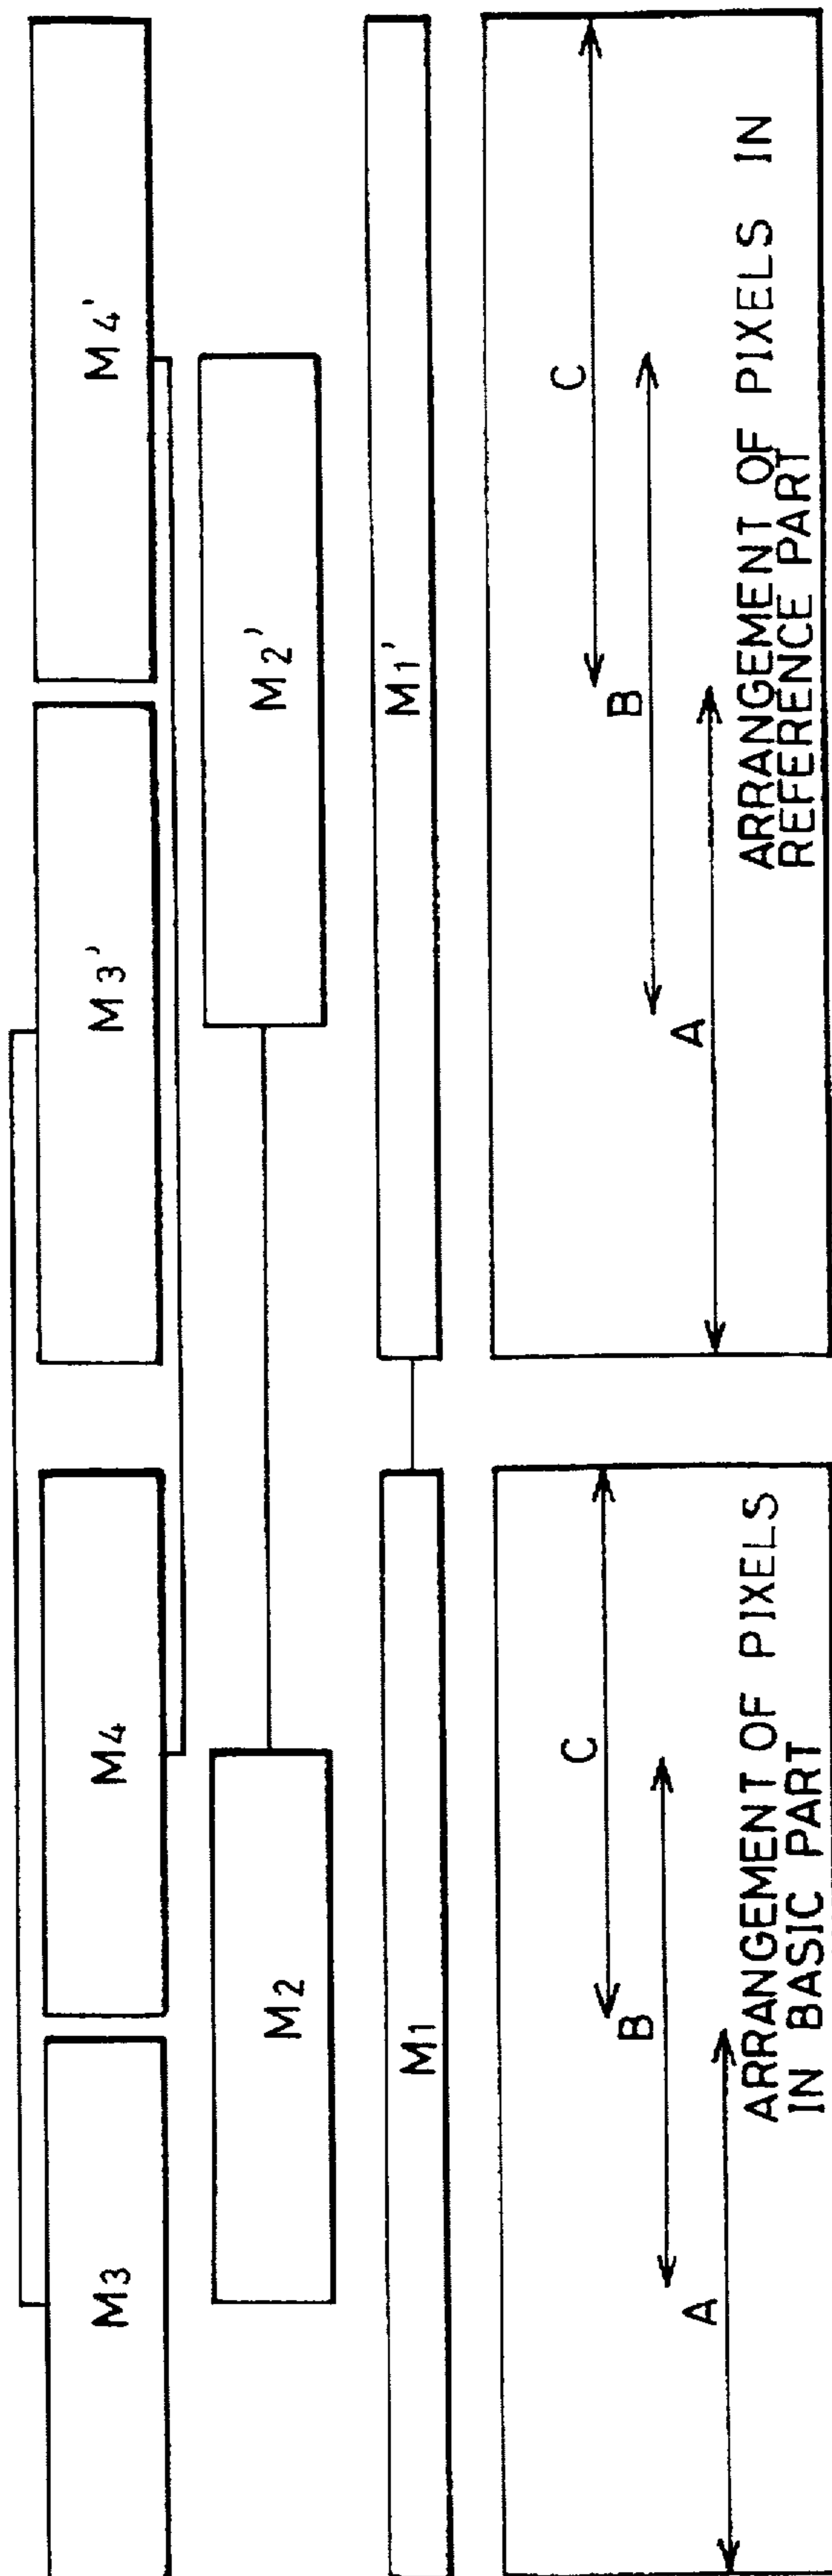 M3
M4
M3'
M4'
M2
M2'
M1
M1'
C
B
A
ARRANGEMENT OF PIXELS
IN BASIC PART
C
B
A
ARRANGEMENT OF PIXELS IN
REFERENCE PART